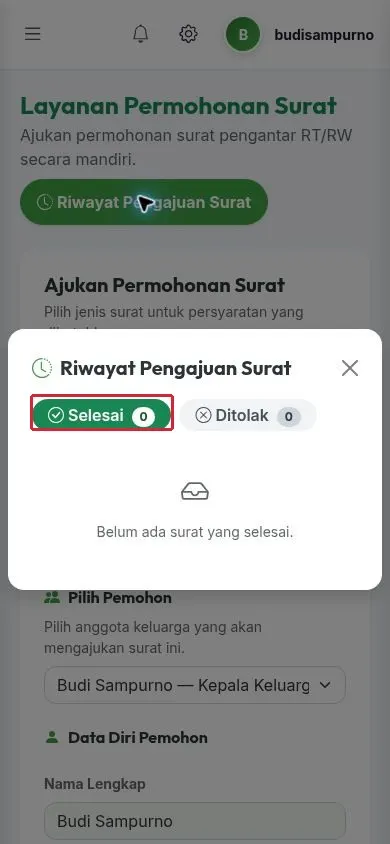 B
budisampurno
Layanan Permohonan Surat
Ajukan permohonan surat pengantar RT/RW
secara mandiri.
Riwayat Pengajuan Surat
Ajukan Permohonan Surat
Pilih jenis surat untuk persyaratan yang
Riwayat Pengajuan Surat
Selesai 0 Ditolak 0
Belum ada surat yang selesai.
Pilih Pemohon
Pilih anggota keluarga yang akan
mengajukan surat ini.
Budi Sampurno — Kepala Keluarg
Data Diri Pemohon
Nama Lengkap
Budi Sampurno